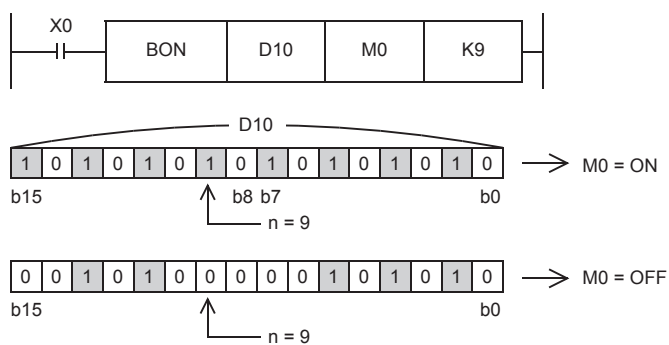 X0
BON D10 M0 K9
D10
1 0 1 0 1 0 1 0 1 0 1 0 1 0 1 0 M0 = ON
b15 b8 b7 b0
n = 9
0 0 1 0 1 0 0 0 0 0 1 0 1 0 1 0 M0 = OFF
b15 b0
n = 9